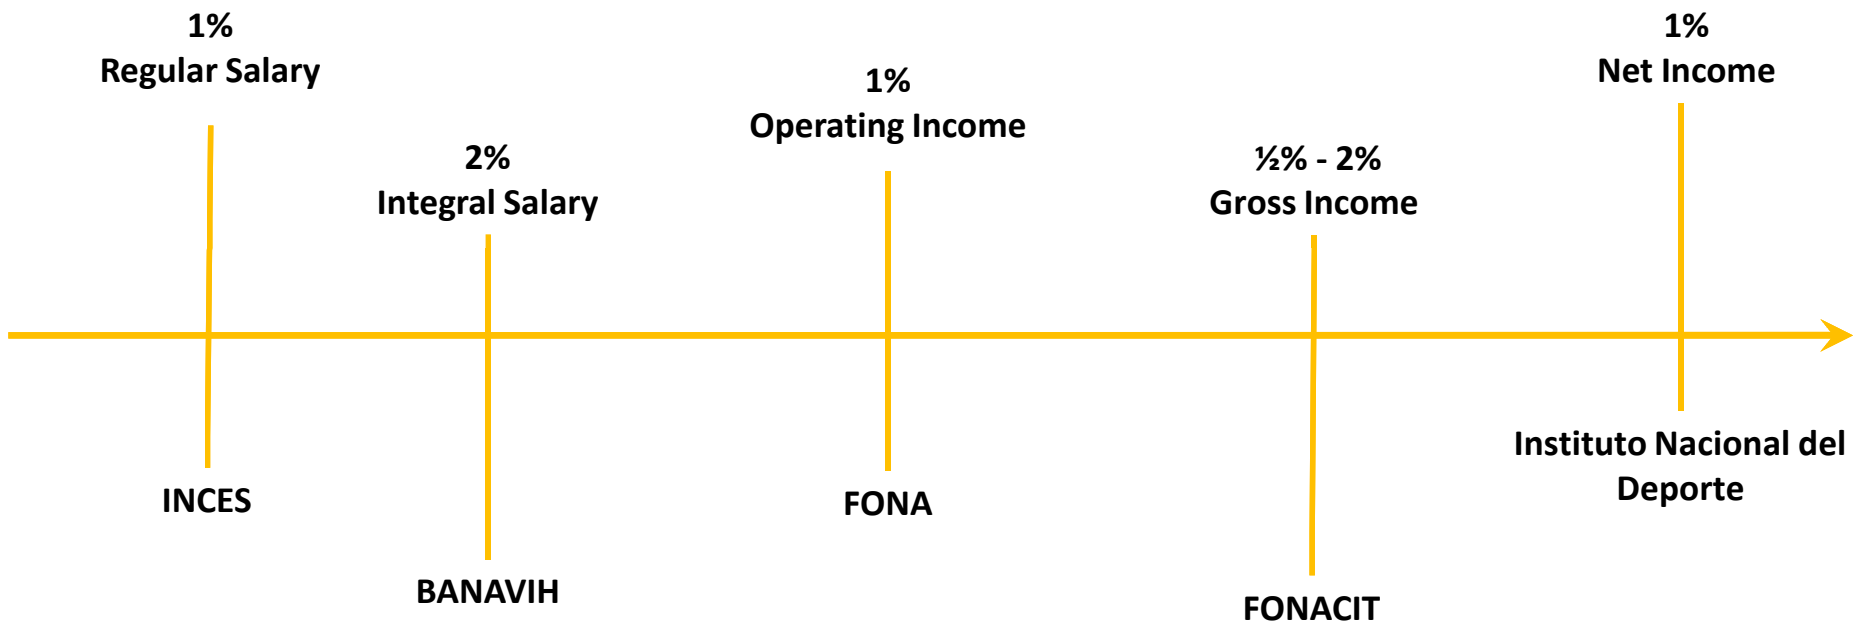 1%
Regular Salary
INCES
2%
Integral Salary
BANAVIH
1%
Operating Income
FONA
½% - 2%
Gross Income
FONACIT
1%
Net Income
Instituto Nacional del
Deporte